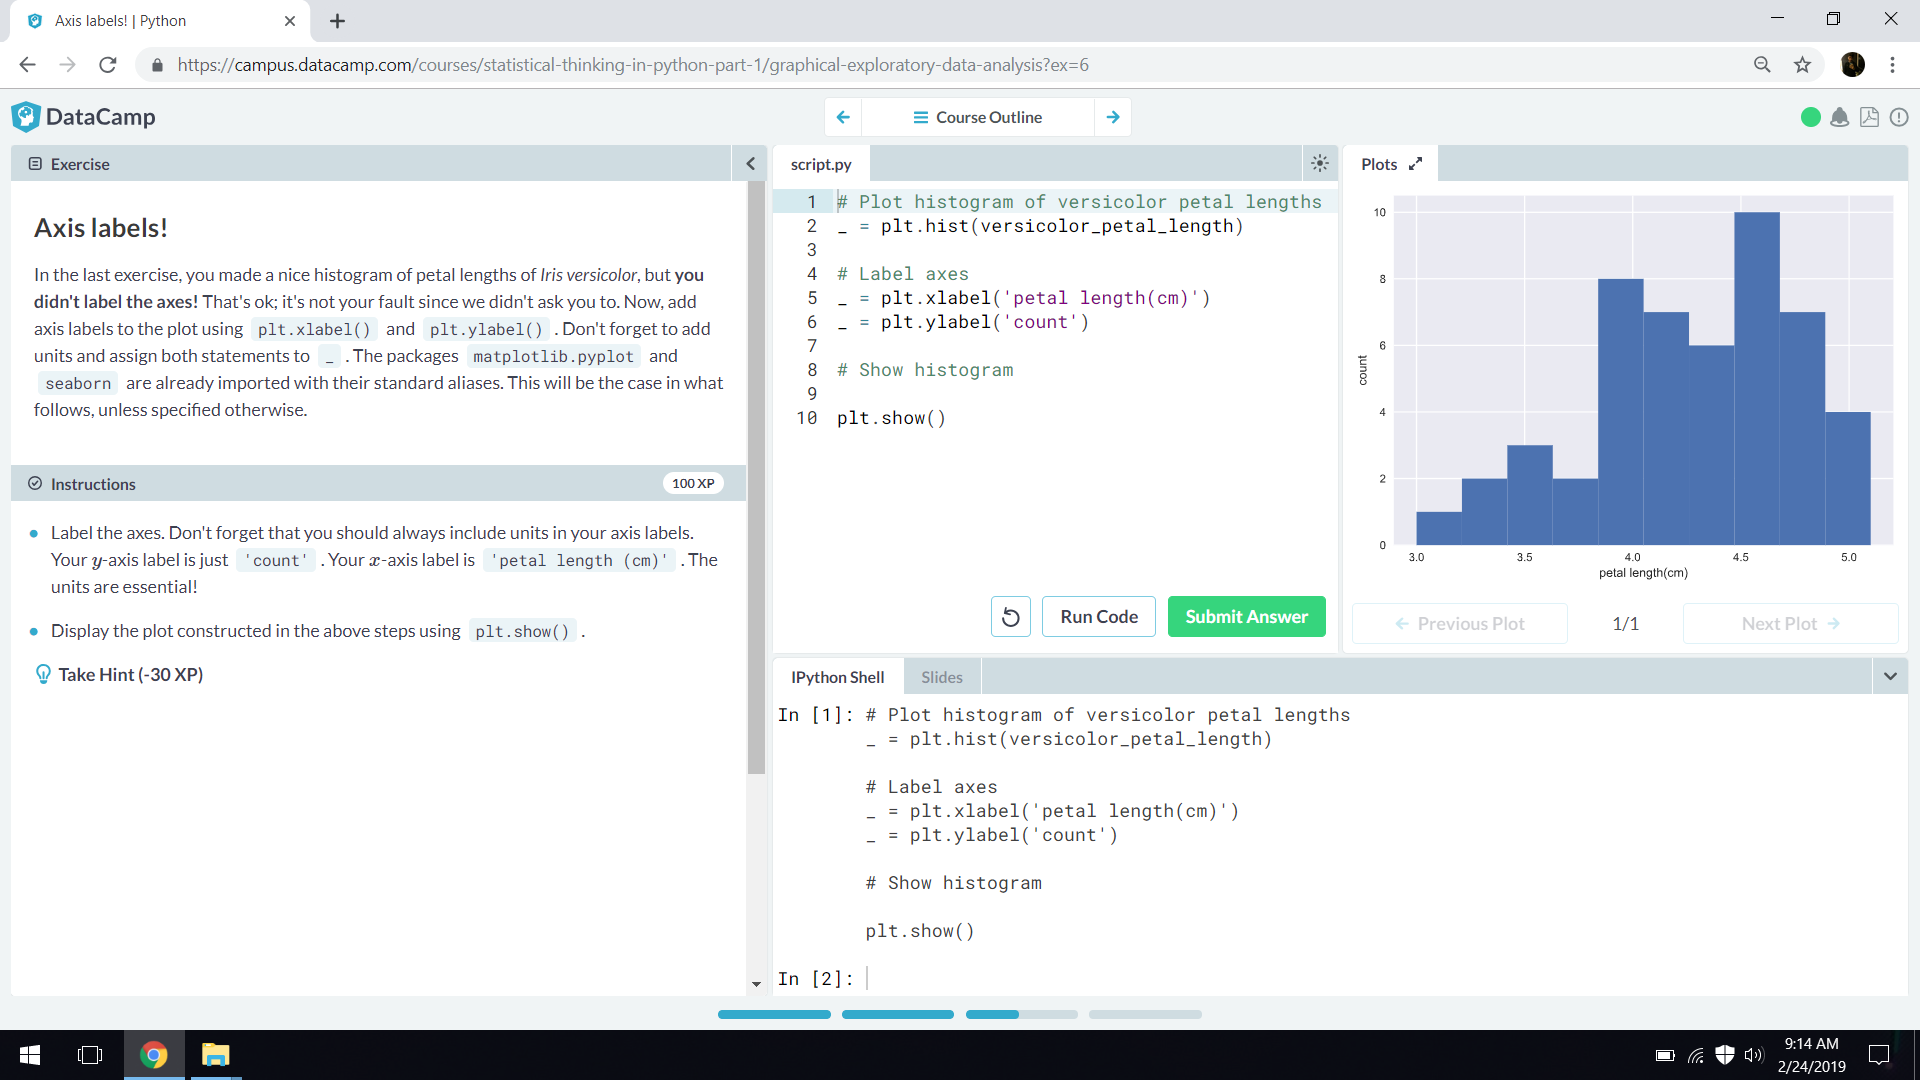 Axis labels! | Python
https://campus.datacamp.com/courses/statistical-thinking-in-python-part-1/graphical-exploratory-data-analysis?ex=6
DataCamp
Course Outline
Exercise
Axis labels!
In the last exercise, you made a nice histogram of petal lengths of Iris versicolor, but you
didn't label the axes! That's ok; it's not your fault since we didn't ask you to. Now, add
axis labels to the plot using plt.xlabel() and plt.ylabel() . Don't forget to add
units and assign both statements to _ . The packages matplotlib.pyplot and
seaborn are already imported with their standard aliases. This will be the case in what
follows, unless specified otherwise.
Instructions
100 XP
Label the axes. Don't forget that you should always include units in your axis labels.
Your y-axis label is just 'count' . Your x-axis label is 'petal length (cm)' . The
units are essential!
Display the plot constructed in the above steps using plt.show() .
Take Hint (-30 XP)
script.py
1 # Plot histogram of versicolor petal lengths
2 _ = plt.hist(versicolor_petal_length)
3
4 # Label axes
5 _ = plt.xlabel('petal length(cm)')
6 _ = plt.ylabel('count')
7
8 # Show histogram
9
10 plt.show()
Run Code
Submit Answer
Plots
10
8
6
4
2
0
count
3.0 3.5 4.0 4.5 5.0
petal length(cm)
Previous Plot
1/1
Next Plot
IPython Shell
Slides
In [1]: # Plot histogram of versicolor petal lengths
_ = plt.hist(versicolor_petal_length)
# Label axes
_ = plt.xlabel('petal length(cm)')
_ = plt.ylabel('count')
# Show histogram
plt.show()
In [2]:
9:14 AM
2/24/2019